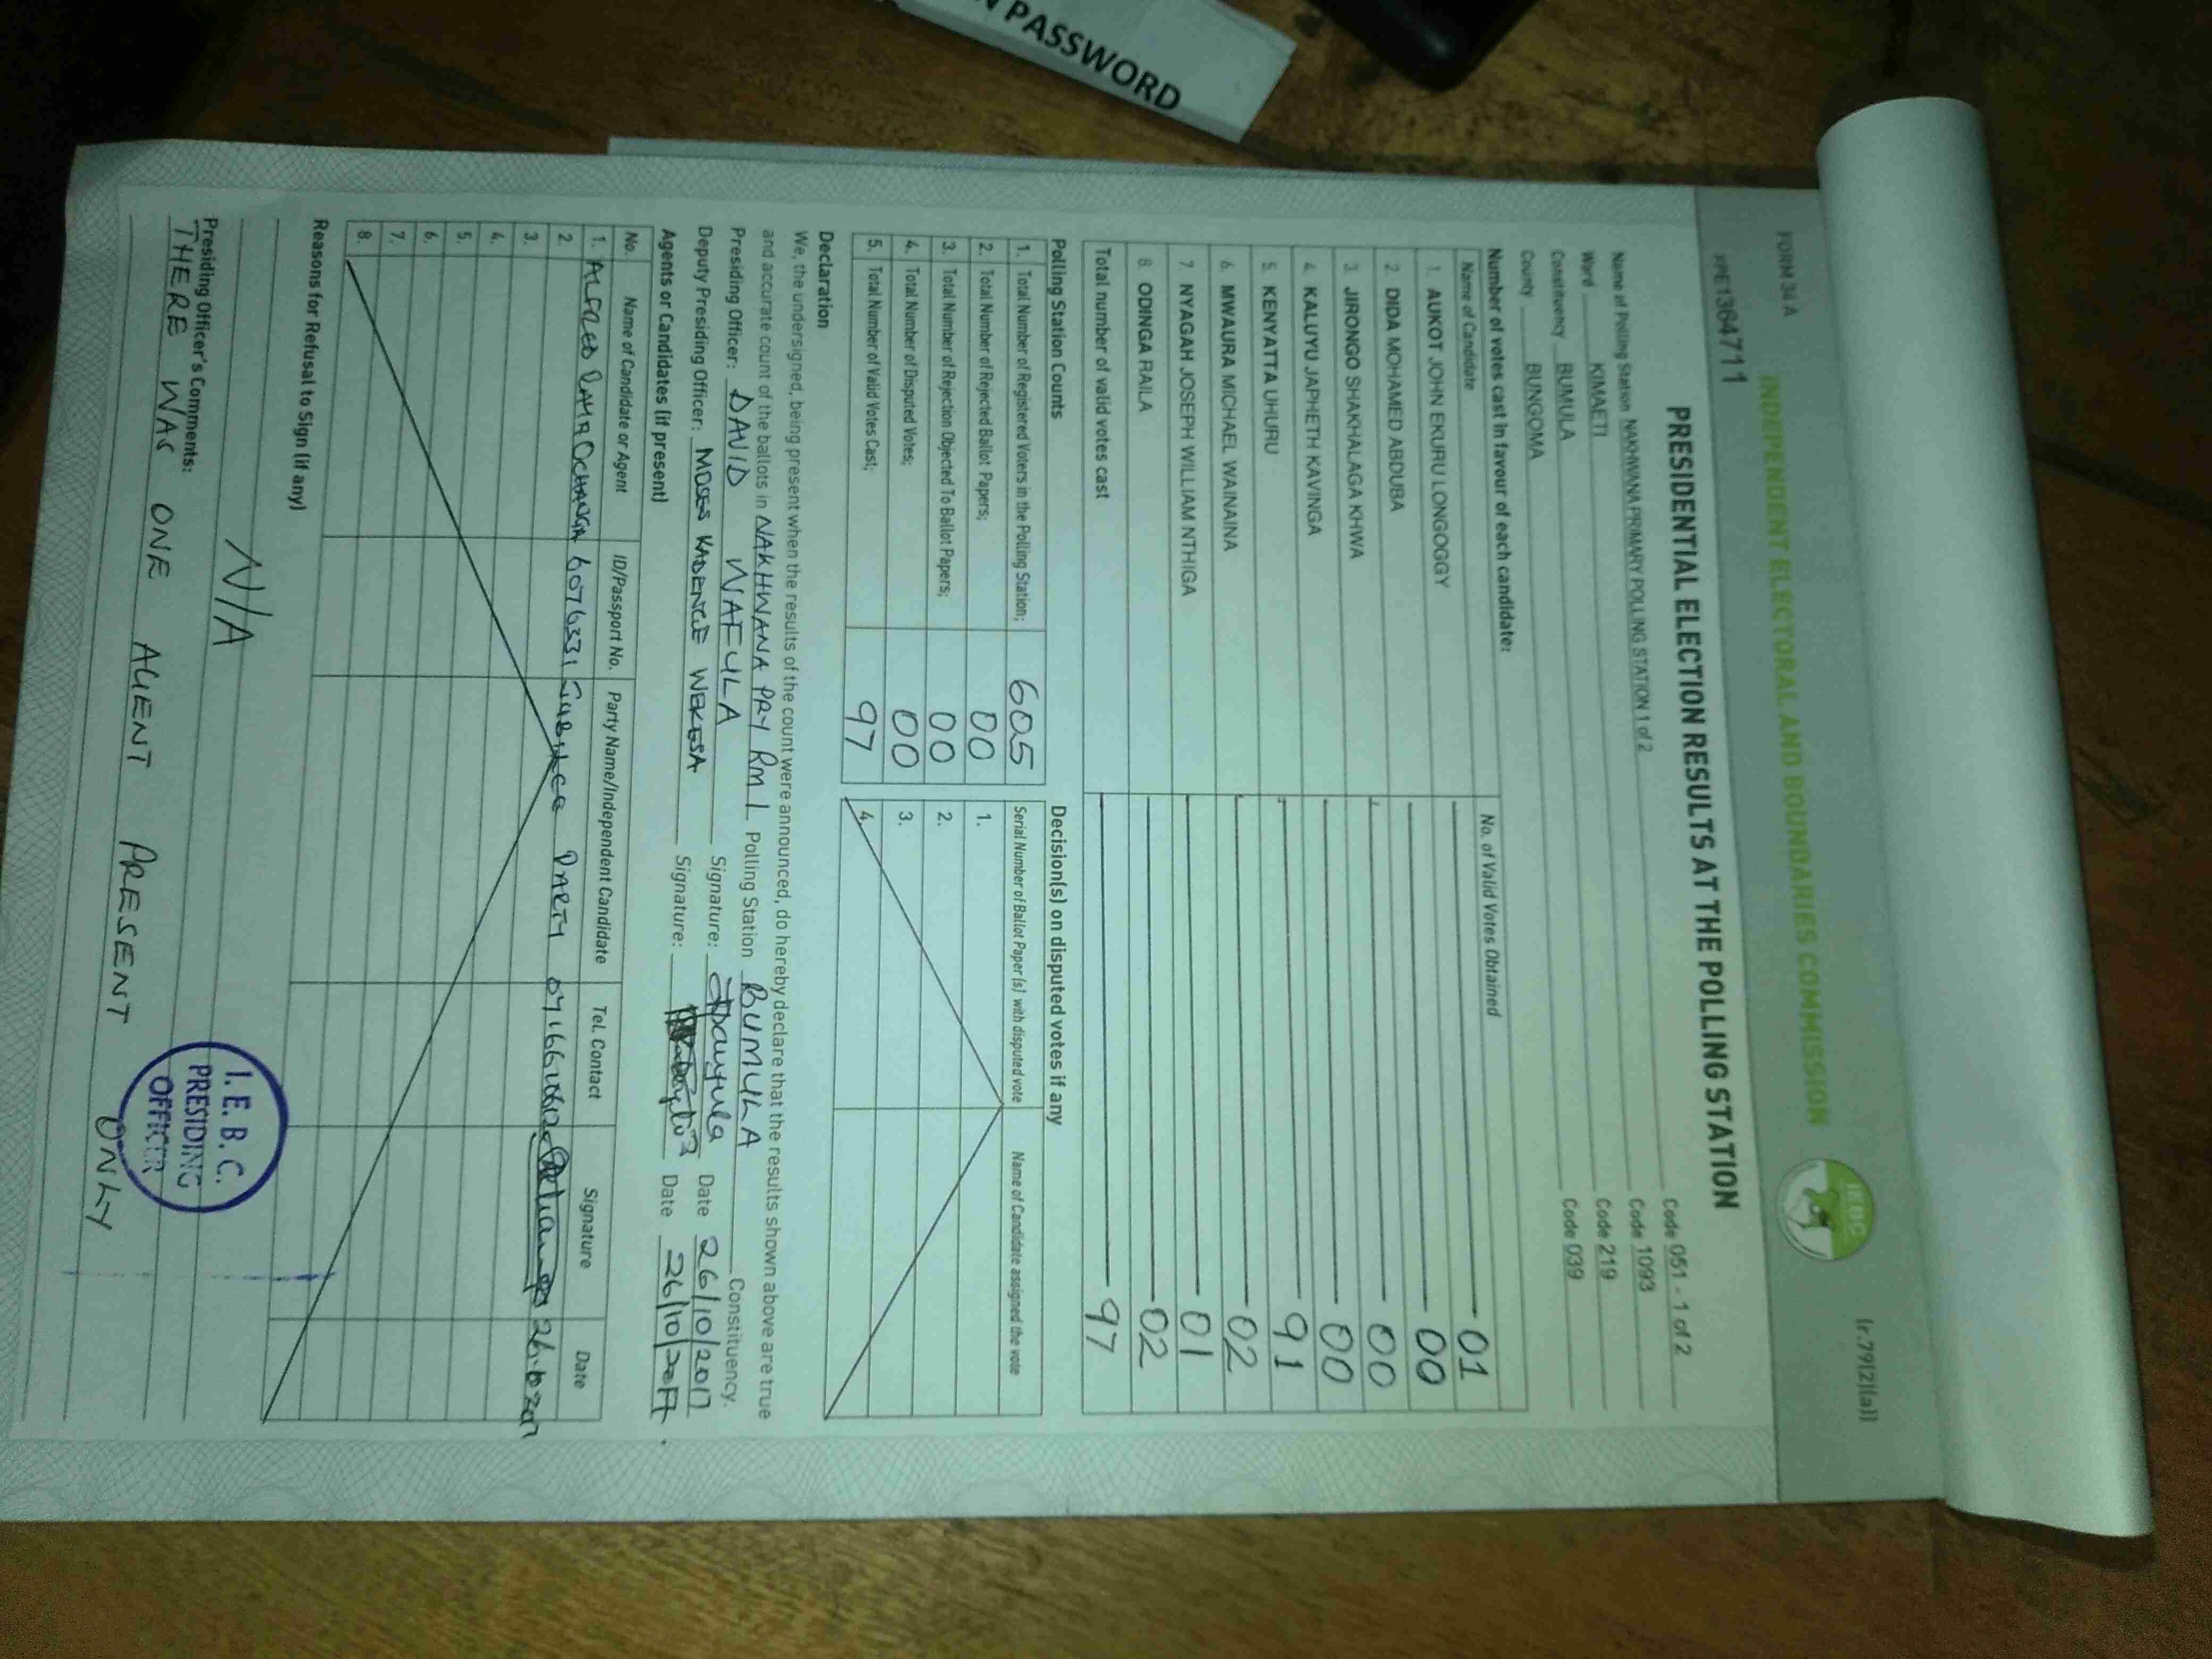 N PASSWORD
FORM 34 A
(r.79(2)(a))
INDEPENDENT ELECTORAL AND BOUNDARIES COMMISSION
IEBC
PE1364711
PRESIDENTIAL ELECTION RESULTS AT THE POLLING STATION
Name of Polling Station NAKHWANA PRIMARY POLLING STATION 1 of 2 Code 051 - 1 of 2
Ward KIMAETI Code 1093
Constituency BUMULA Code 219
County BUNGOMA Code 039
Number of votes cast in favour of each candidate:
Name of Candidate No. of Valid Votes Obtained
1. AUKOT JOHN EKURU LONGOGGY 01
2. DIDA MOHAMED ABDUBA 00
3. JIRONGO SHAKHALAGA KHWA 00
4. KALUYU JAPHETH KAVINGA 00
5. KENYATTA UHURU 91
6. MWAURA MICHAEL WAINAINA 02
7. NYAGAH JOSEPH WILLIAM NTHIGA 01
8. ODINGA RAILA 02
Total number of valid votes cast 97
Polling Station Counts
1. Total Number of Registered Voters in the Polling Station; 605
2. Total Number of Rejected Ballot Papers; 00
3. Total Number of Rejection Objected To Ballot Papers; 00
4. Total Number of Disputed Votes; 00
5. Total Number of Valid Votes Cast; 97
Decision(s) on disputed votes if any
Serial Number of Ballot Paper (s) with disputed vote Name of Candidate assigned the vote
1.
2.
3.
4.
Declaration
We, the undersigned, being present when the results of the count were announced, do hereby declare that the results shown above are true
and accurate count of the ballots in NAKHWANA PRY RM 1 Polling Station BUMULA Constituency.
Presiding Officer: DAVID WAFULA Signature: Date 26/10/2017
Deputy Presiding Officer: MOSES KADENGE WEKESA Signature: Date 26/10/2017
Agents or Candidates (if present)
No. Name of Candidate or Agent ID/Passport No. Party Name/Independent Candidate Tel. Contact Signature Date
1. ALFRED OCHANGA 6076331 JUBILEE PARTY
2.
3.
4.
5.
6.
7.
8.
Reasons for Refusal to Sign (if any)
N/A
Presiding Officer's Comments:
THERE WAS ONE AGENT PRESENT ONLY
I. E. B. C.
PRESIDING
OFFICER